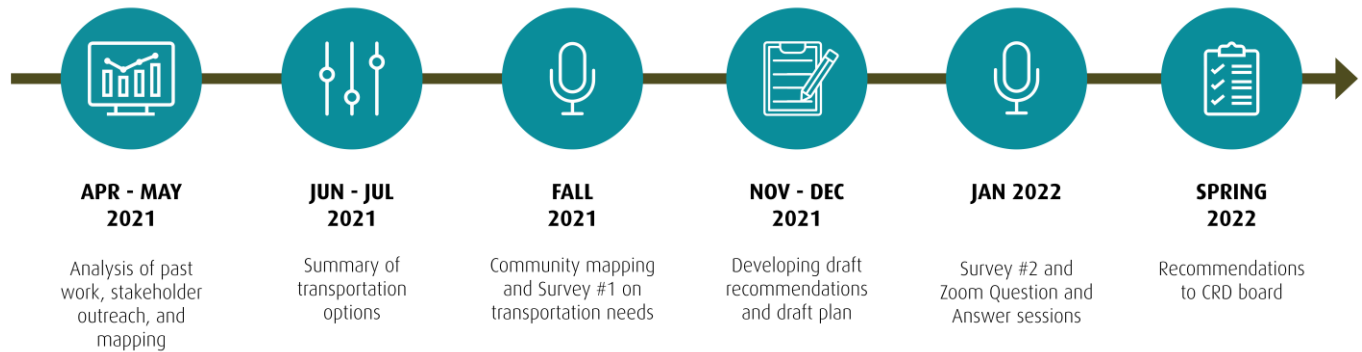 APR - MAY
2021
Analysis of past
work, stakeholder
outreach, and
mapping
JUN - JUL
2021
Summary of
transportation
options
FALL
2021
Community mapping
and Survey #1 on
transportation needs
NOV - DEC
2021
Developing draft
recommendations
and draft plan
JAN 2022
Survey #2 and
Zoom Question and
Answer sessions
SPRING
2022
Recommendations
to CRD board